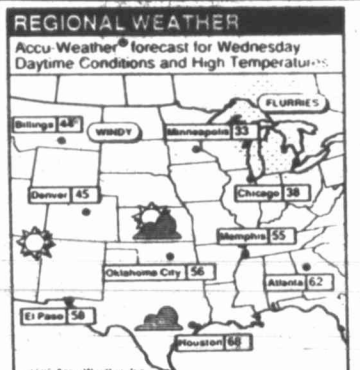 REGIONAL WEATHER
Accu-Weather® forecast for Wednesday
Daytime Conditions and High Temperatures
FLURRIES
Billings 44
WINDY
Minneapolis 33
Denver 45
Chicago 38
Memphis 55
Oklahoma City 56
Atlanta 62
El Paso 58
Houston 68